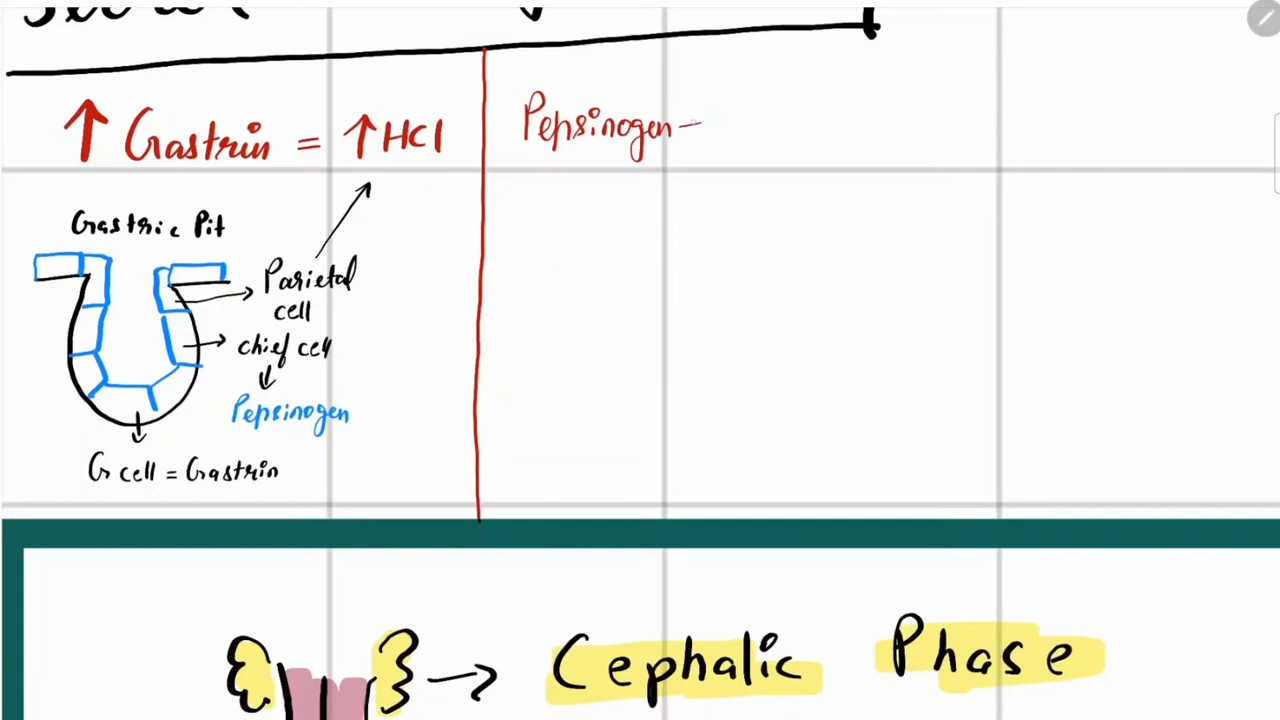 ↑ Gastrin = ↑ HCl
Pepsinogen -
Gastric Pit
Parietal
cell
chief cell
Pepsinogen
G cell = Gastrin
Cephalic Phase